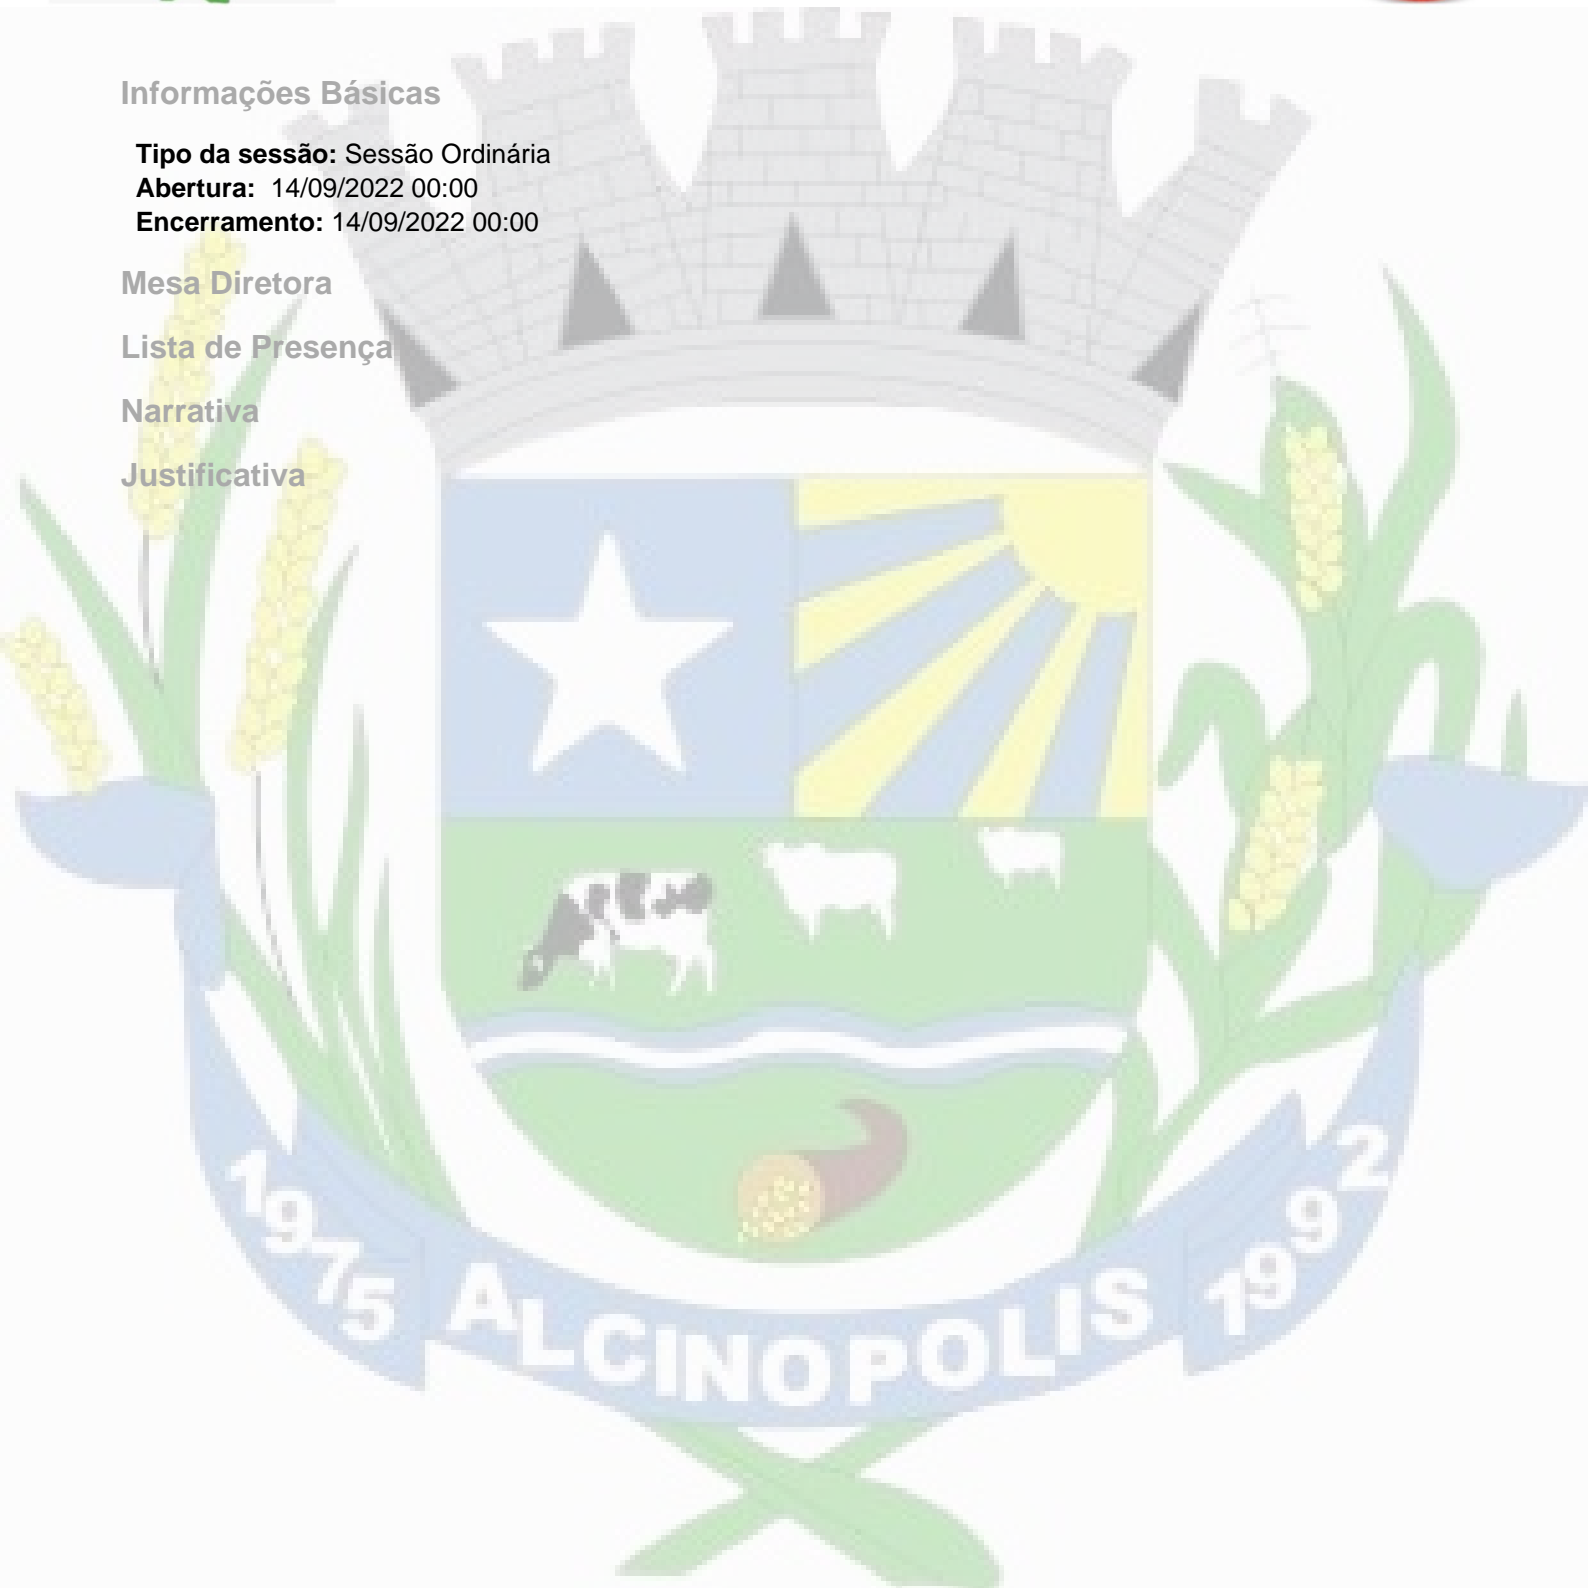 Informações Básicas
Tipo da sessão: Sessão Ordinária
Abertura: 14/09/2022 00:00
Encerramento: 14/09/2022 00:00
Mesa Diretora
Lista de Presença
Narrativa
Justificativa
1975 ALCINOPOLIS 1992